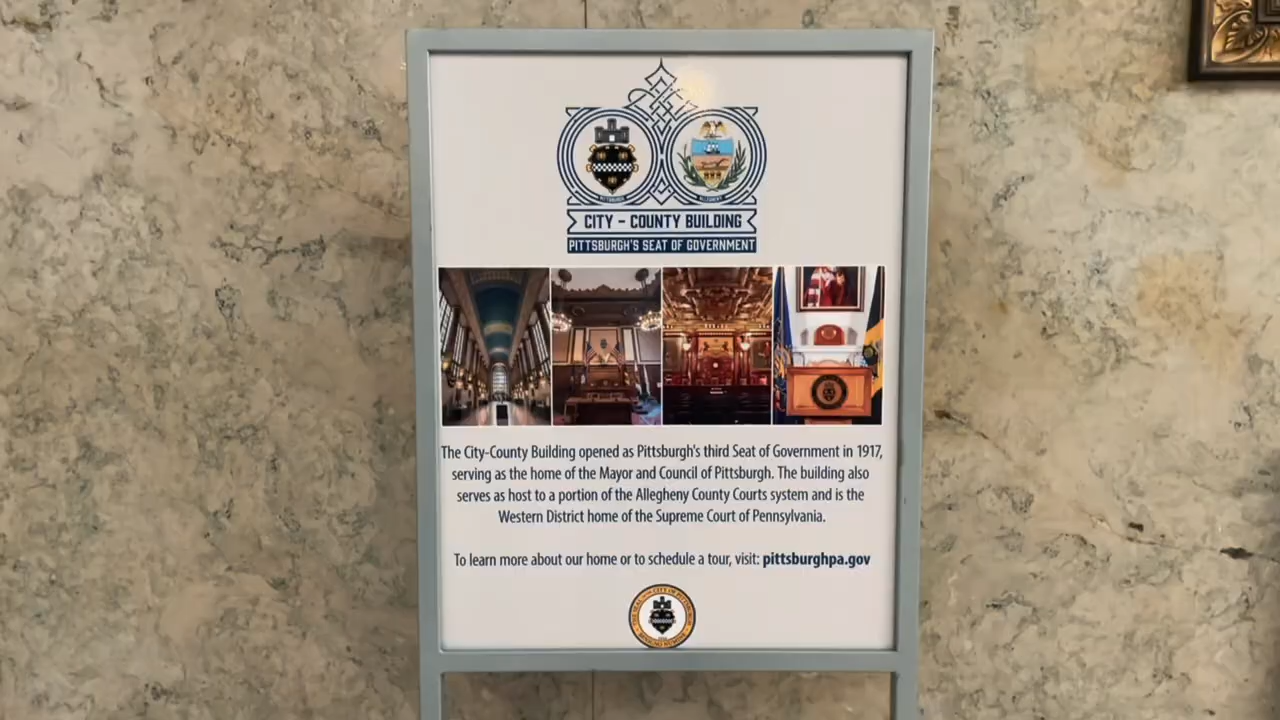 PITTSBURGH
ALLEGHENY
CITY – COUNTY BUILDING
PITTSBURGH'S SEAT OF GOVERNMENT
The City-County Building opened as Pittsburgh's third Seat of Government in 1917,
serving as the home of the Mayor and Council of Pittsburgh. The building also
serves as host to a portion of the Allegheny County Courts system and is the
Western District home of the Supreme Court of Pennsylvania.
To learn more about our home or to schedule a tour, visit: pittsburghpa.gov